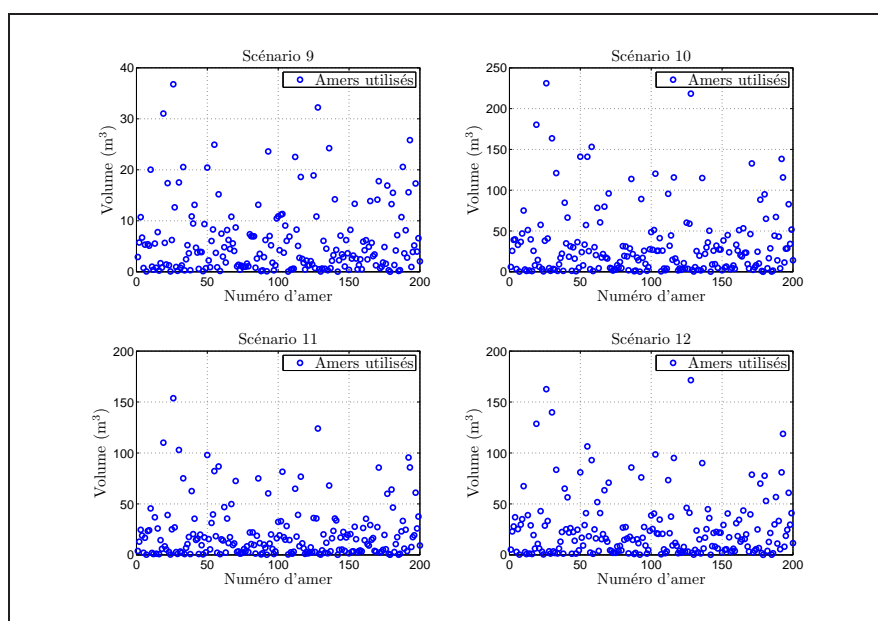 Scénario 9
40
30
20
10
0
0
50
100
150
200
Volume (m³)
Numéro d'amer
Amers utilisés
Scénario 10
250
200
150
100
50
0
0
50
100
150
200
Volume (m³)
Numéro d'amer
Amers utilisés
Scénario 11
200
150
100
50
0
0
50
100
150
200
Volume (m³)
Numéro d'amer
Amers utilisés
Scénario 12
200
150
100
50
0
0
50
100
150
200
Volume (m³)
Numéro d'amer
Amers utilisés